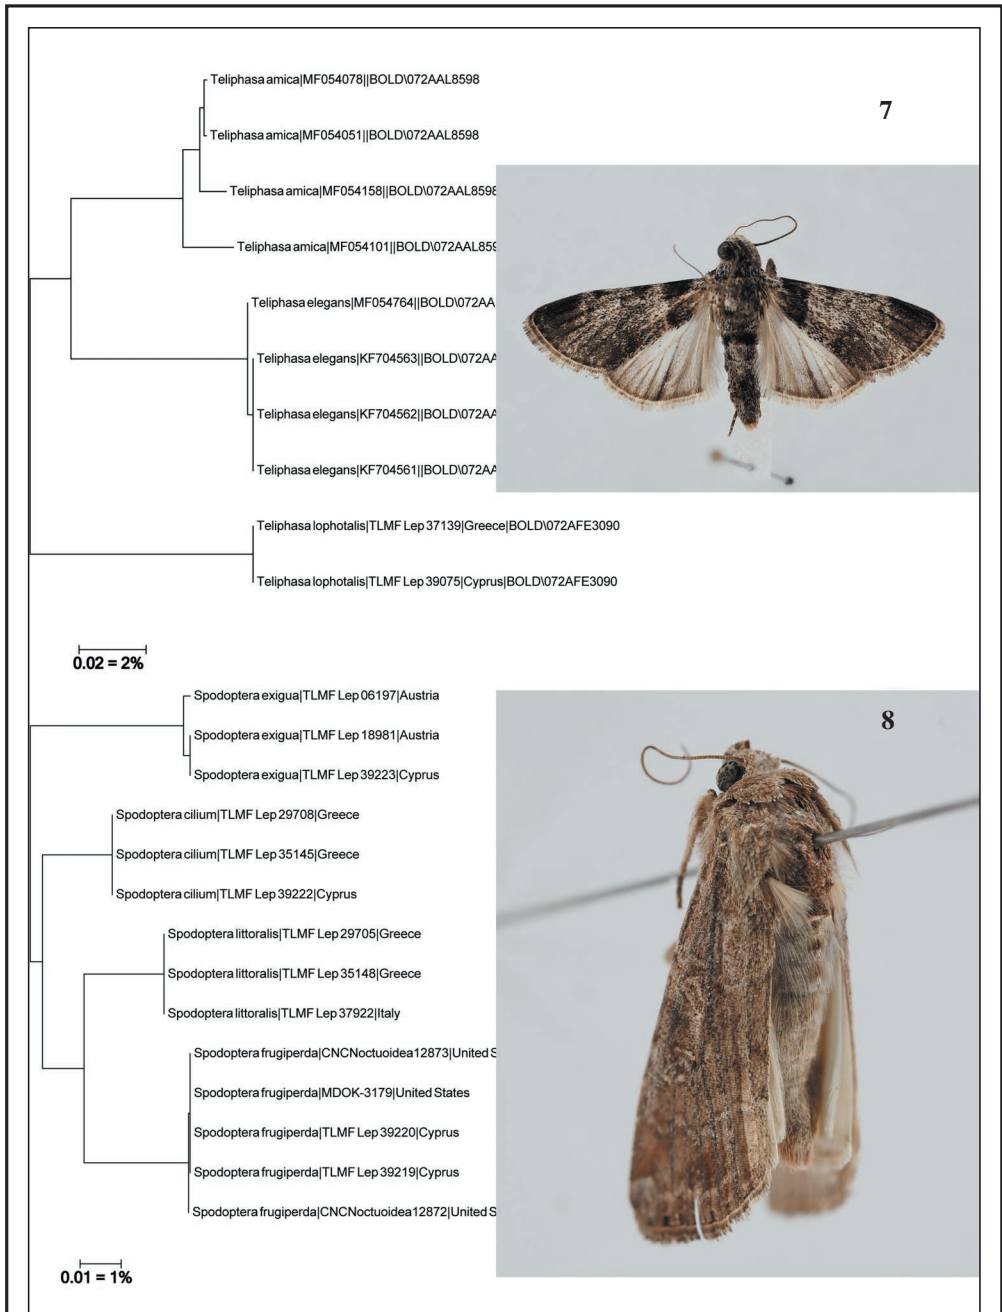 Teliphasa amica|MF054078||BOLD\072AAL8598
7
Teliphasa amica|MF054051||BOLD\072AAL8598
Teliphasa amica|MF054158||BOLD\072AAL8598
Teliphasa amica|MF054101||BOLD\072AAL859
Teliphasa elegans|MF054764||BOLD\072AA
Teliphasa elegans|KF704563||BOLD\072AA
Teliphasa elegans|KF704562||BOLD\072AA
Teliphasa elegans|KF704561||BOLD\072AA
Teliphasa lophotalis|TLMF Lep 37139|Greece|BOLD\072AFE3090
Teliphasa lophotalis|TLMF Lep 39075|Cyprus|BOLD\072AFE3090
0.02 = 2%
Spodoptera exigua|TLMF Lep 06197|Austria
8
Spodoptera exigua|TLMF Lep 18981|Austria
Spodoptera exigua|TLMF Lep 39223|Cyprus
Spodoptera cilium|TLMF Lep 29708|Greece
Spodoptera cilium|TLMF Lep 35145|Greece
Spodoptera cilium|TLMF Lep 39222|Cyprus
Spodoptera littoralis|TLMF Lep 29705|Greece
Spodoptera littoralis|TLMF Lep 35148|Greece
Spodoptera littoralis|TLMF Lep 37922|Italy
Spodoptera frugiperda|CNCNoctuoidea12873|United S
Spodoptera frugiperda|MDOK-3179|United States
Spodoptera frugiperda|TLMF Lep 39220|Cyprus
Spodoptera frugiperda|TLMF Lep 39219|Cyprus
Spodoptera frugiperda|CNCNoctuoidea12872|United S
0.01 = 1%